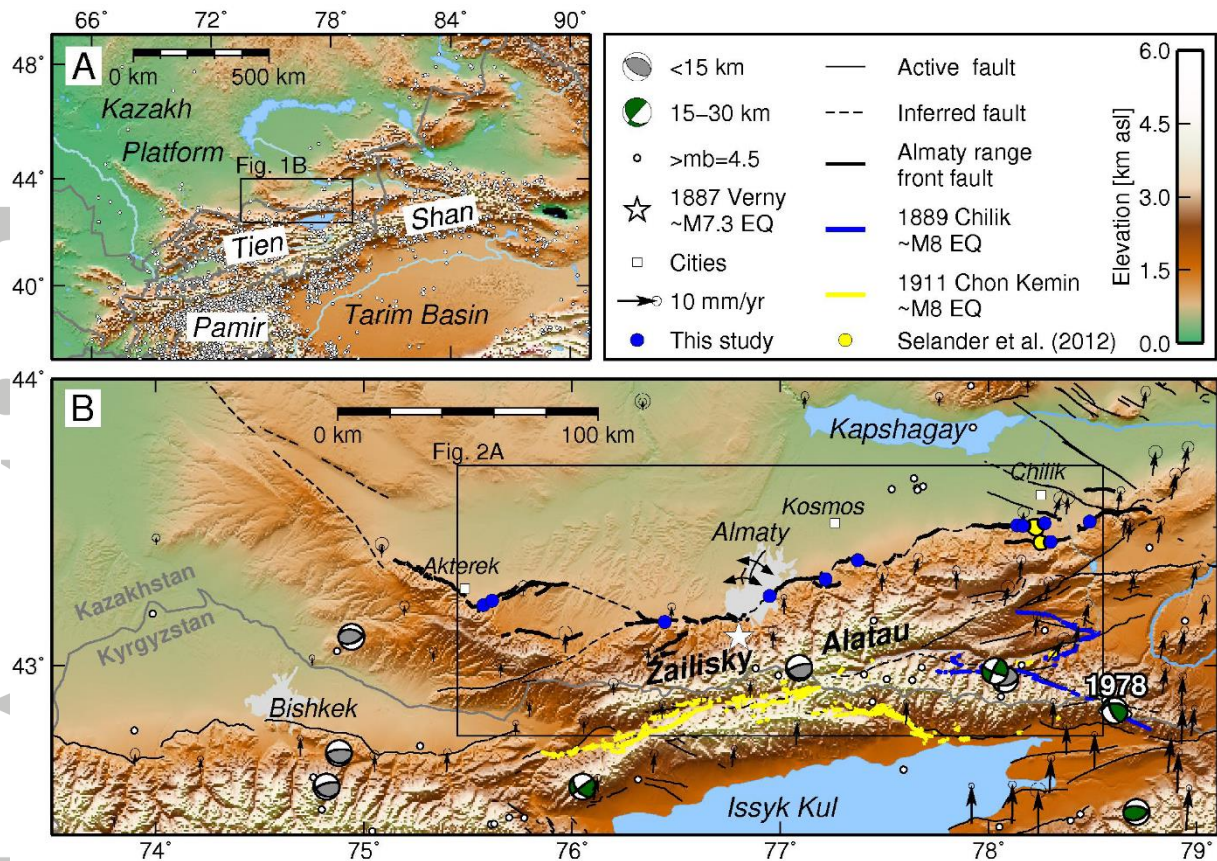 66˚ 72˚ 78˚ 84˚ 90˚
A
0 km 500 km
48˚
Kazakh
Platform
Fig. 1B
44˚
Tien
Shan
40˚
Pamir
Tarim Basin
<15 km
15–30 km
>mb=4.5
1887 Verny
~M7.3 EQ
Cities
10 mm/yr
This study
Active fault
Inferred fault
Almaty range
front fault
1889 Chilik
~M8 EQ
1911 Chon Kemin
~M8 EQ
Selander et al. (2012)
Elevation [km asl]
6.0
4.5
3.0
1.5
0.0
44˚
B
0 km 100 km
Fig. 2A
Kapshagay
Chilik
Kosmos
Almaty
Akterek
Kazakhstan
Kyrgyzstan
43˚
Zailisky Alatau
1978
Bishkek
Issyk Kul
74 75 76 77 78 79